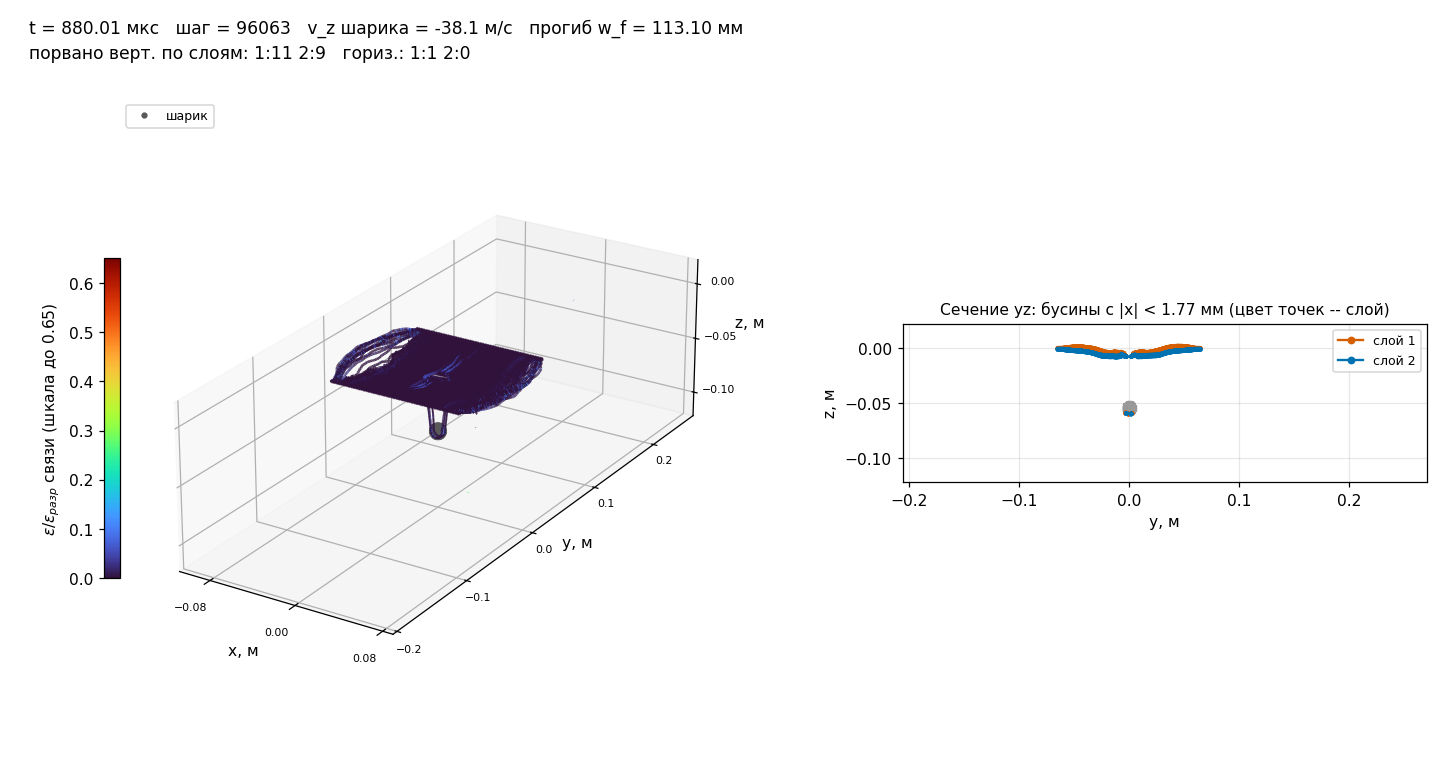 t = 880.01 мкс   шаг = 96063   v_z шарика = -38.1 м/с   прогиб w_f = 113.10 мм
порвано верт. по слоям: 1:11 2:9   гориз.: 1:1 2:0
шарик
0.6
0.5
0.4
0.3
0.2
0.1
0.0
ε/ε_разр связи (шкала до 0.65)
0.00
−0.05
−0.10
z, м
0.2
0.1
0.0
−0.1
−0.2
y, м
−0.08
0.00
0.08
x, м
Сечение yz: бусины с |x| < 1.77 мм (цвет точек -- слой)
слой 1
слой 2
0.00
−0.05
−0.10
z, м
−0.2
−0.1
0.0
0.1
0.2
y, м